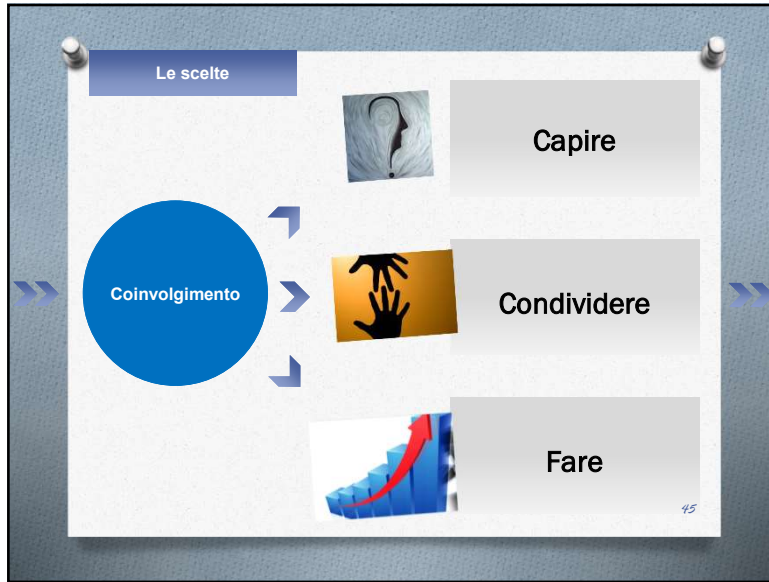 Le scelte
Capire
Coinvolgimento
Condividere
Fare
45